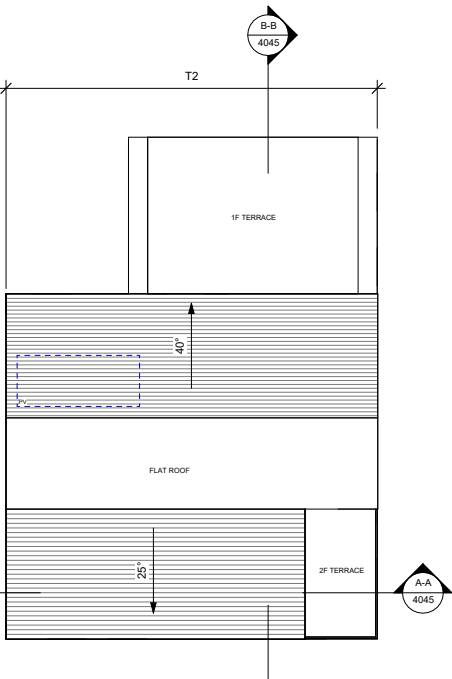 B-B
4045
T2
1F TERRACE
40°
PV
FLAT ROOF
25°
2F TERRACE
A-A
4045